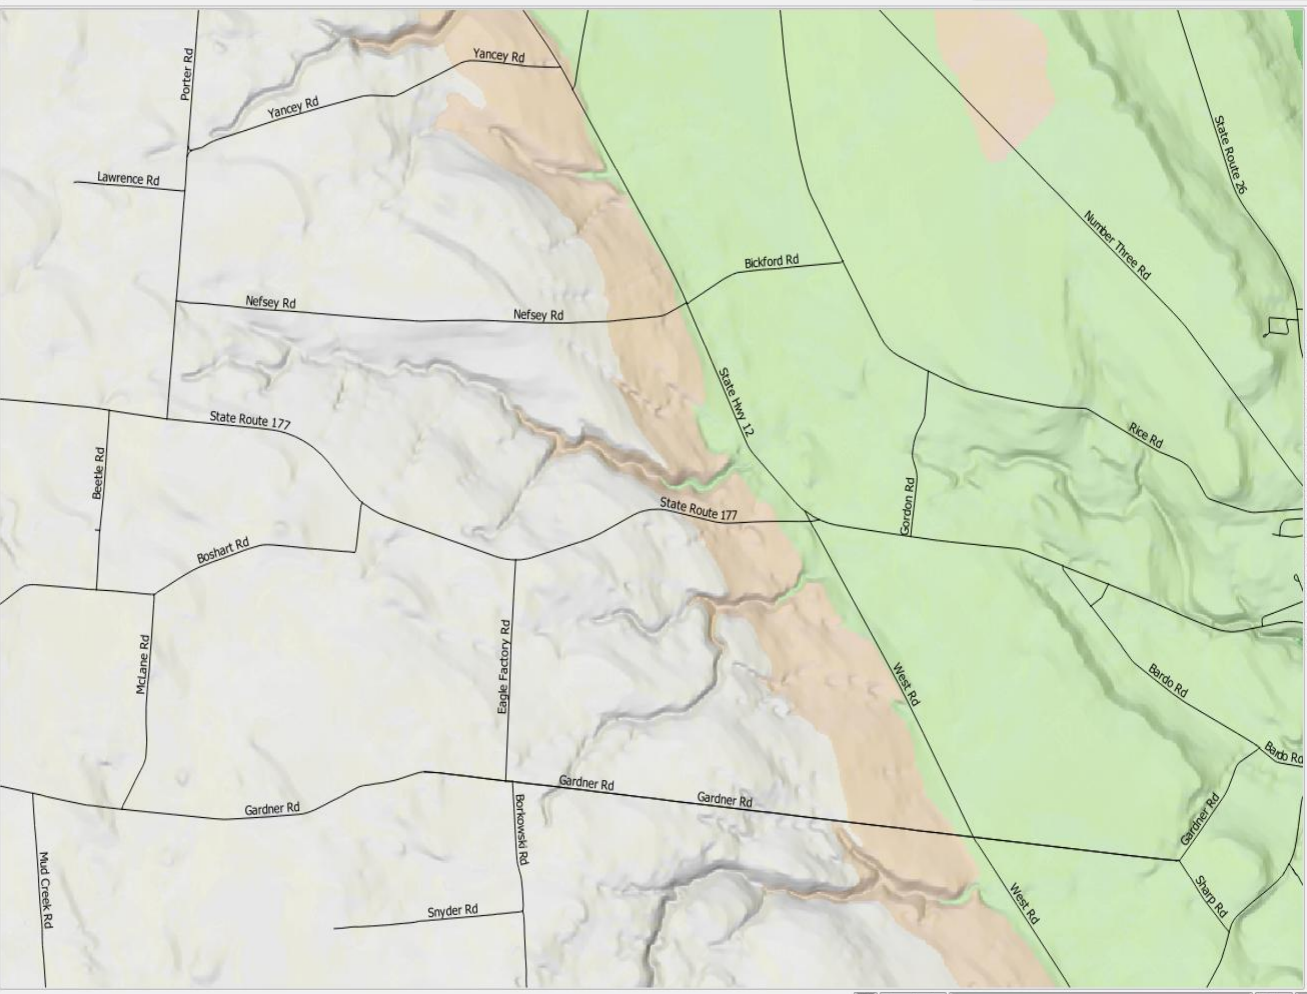 Yancey Rd
Porter Rd
Yancey Rd
State Route 26
Lawrence Rd
Number Three Rd
Bickford Rd
Nefsey Rd
Nefsey Rd
State Hwy 12
State Route 177
Rice Rd
Beetle Rd
Gordon Rd
State Route 177
Boshart Rd
McLane Rd
Eagle Factory Rd
West Rd
Bardo Rd
Bardo Rd
Gardner Rd
Gardner Rd
Gardner Rd
Gardner Rd
Borkowski Rd
Mud Creek Rd
Sharp Rd
West Rd
Snyder Rd